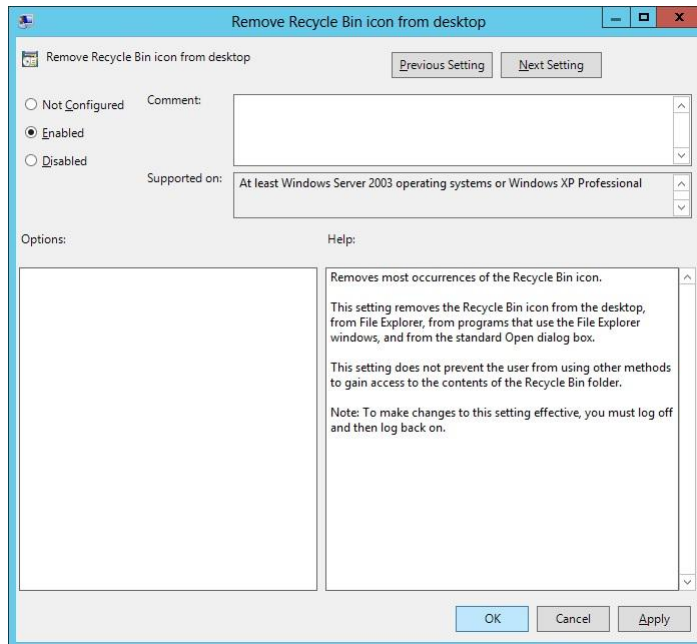 Remove Recycle Bin icon from desktop
Remove Recycle Bin icon from desktop
Previous Setting
Next Setting
Not Configured
Enabled
Disabled
Comment:
Supported on:
At least Windows Server 2003 operating systems or Windows XP Professional
Options:
Help:
Removes most occurrences of the Recycle Bin icon.
This setting removes the Recycle Bin icon from the desktop,
from File Explorer, from programs that use the File Explorer
windows, and from the standard Open dialog box.
This setting does not prevent the user from using other methods
to gain access to the contents of the Recycle Bin folder.
Note: To make changes to this setting effective, you must log off
and then log back on.
OK
Cancel
Apply